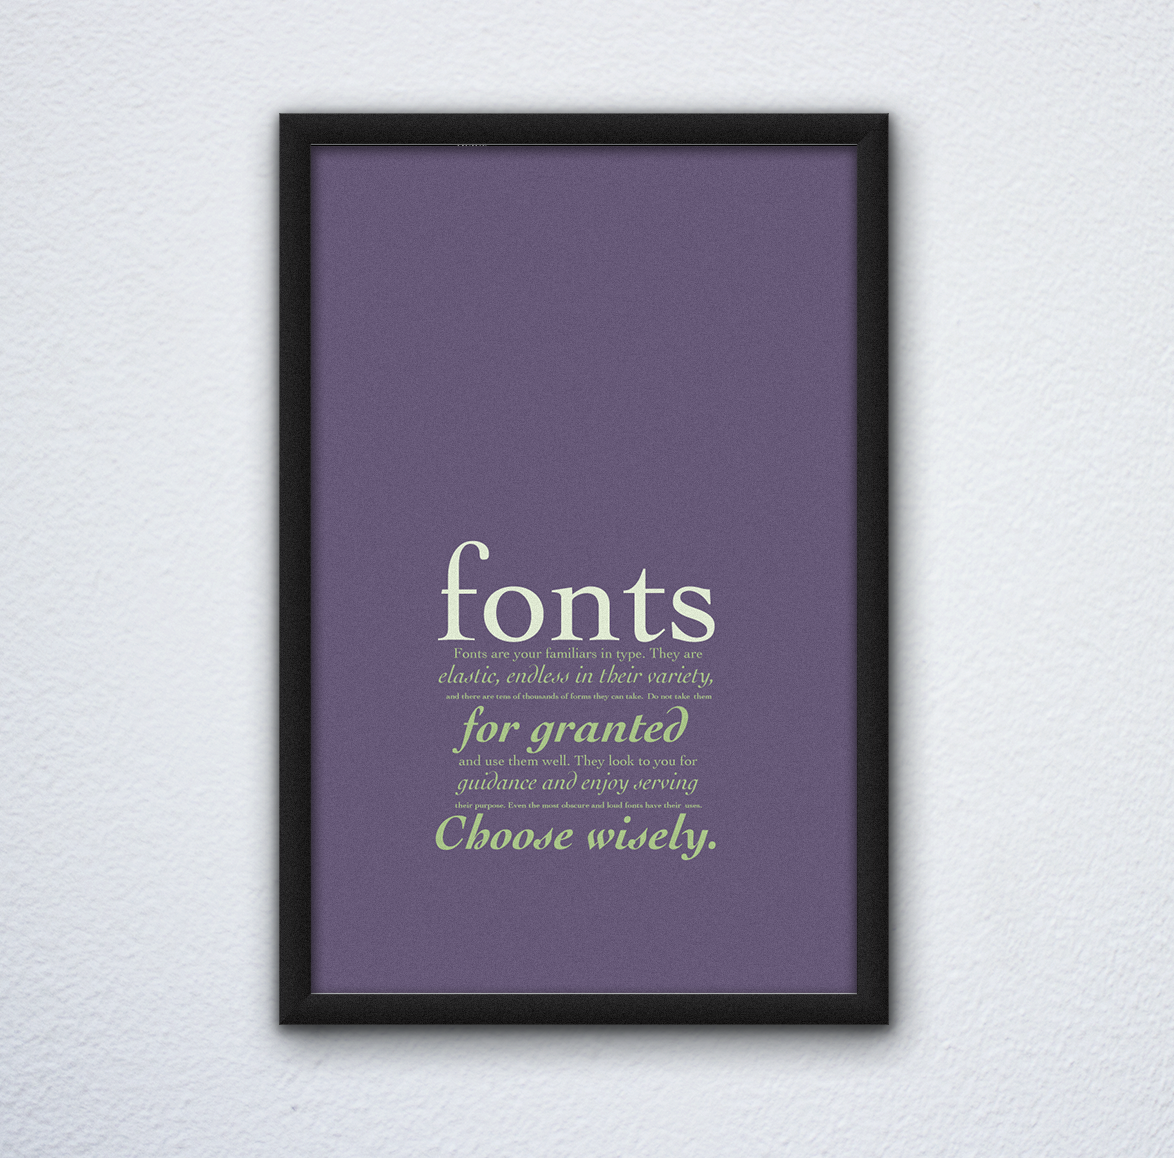 fonts
Fonts are your familiars in type. They are
elastic, endless in their variety,
and there are tens of thousands of forms they can take. Do not take them
for granted
and use them well. They look to you for
guidance and enjoy serving
their purpose. Even the most obscure and loud fonts have their uses.
Choose wisely.